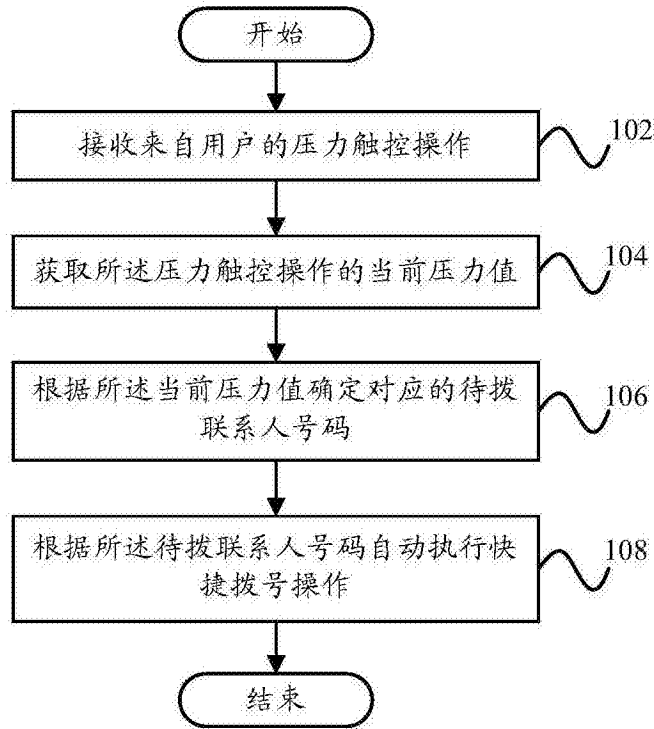 开始
接收来自用户的压力触控操作
102
获取所述压力触控操作的当前压力值
104
根据所述当前压力值确定对应的待拨
联系人号码
106
根据所述待拨联系人号码自动执行快
捷拨号操作
108
结束